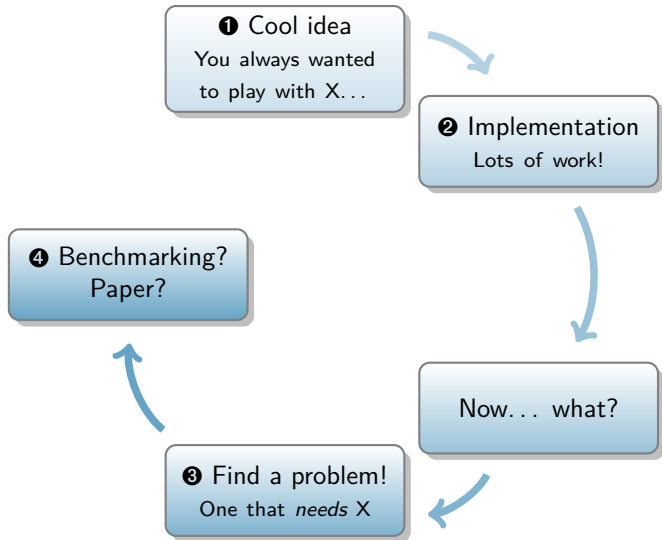 ❶ Cool idea
You always wanted
to play with X...
❷ Implementation
Lots of work!
Now... what?
❸ Find a problem!
One that needs X
❹ Benchmarking?
Paper?